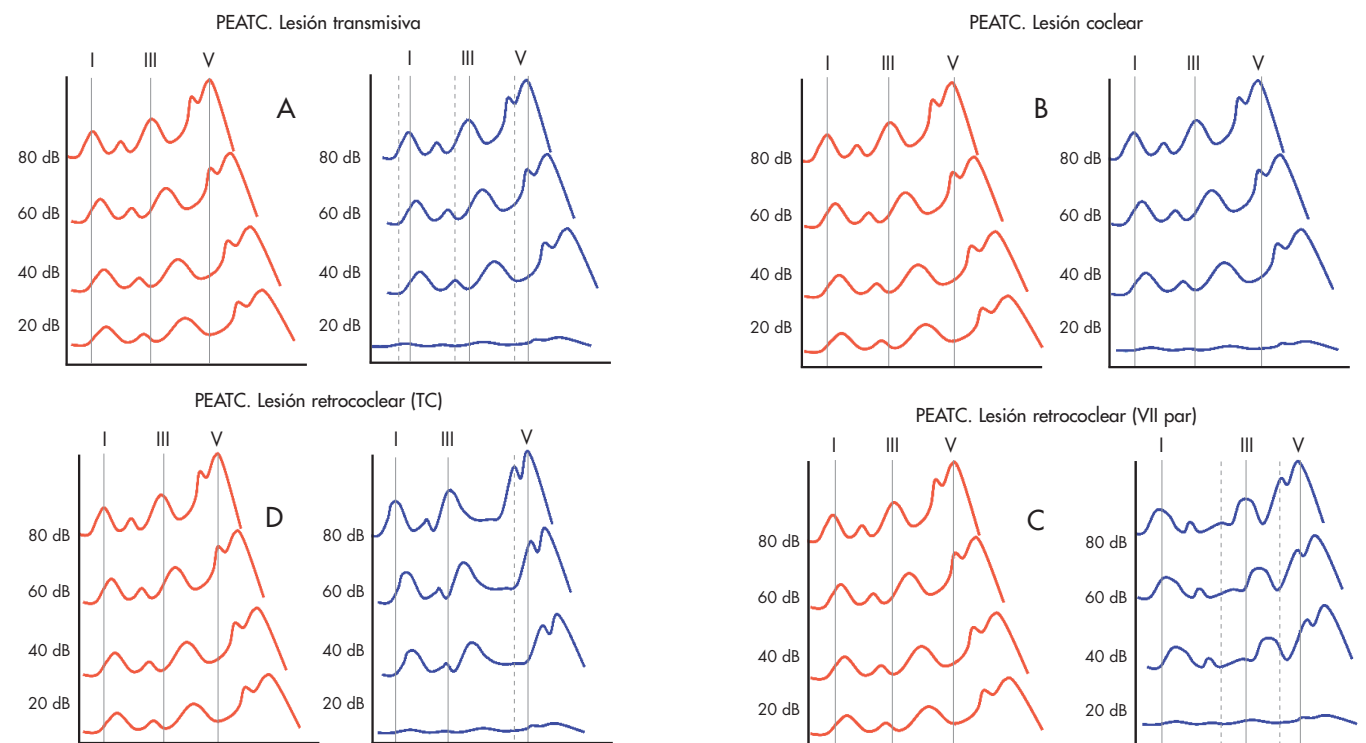 PEATC. Lesión transmisiva
I III V
I III V
A
80 dB
60 dB
40 dB
20 dB
80 dB
60 dB
40 dB
20 dB
PEATC. Lesión coclear
I III V
I III V
B
80 dB
60 dB
40 dB
20 dB
80 dB
60 dB
40 dB
20 dB
PEATC. Lesión retrococlear (TC)
I III V
I III V
D
80 dB
60 dB
40 dB
20 dB
80 dB
60 dB
40 dB
20 dB
PEATC. Lesión retrococlear (VII par)
I III V
I III V
C
80 dB
60 dB
40 dB
20 dB
80 dB
60 dB
40 dB
20 dB